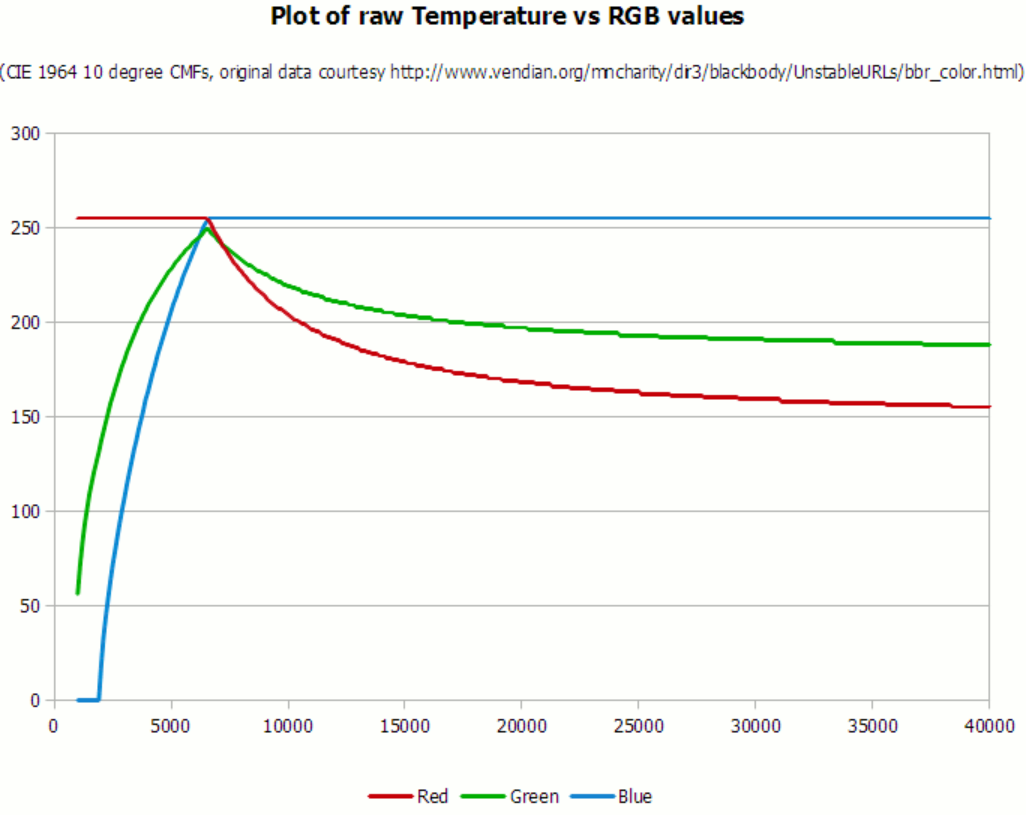 Plot of raw Temperature vs RGB values
(CIE 1964 10 degree CMFs, original data courtesy http://www.vendian.org/mncharity/dir3/blackbody/UnstableURLs/bbr_color.html)
300
250
200
150
100
50
0
0 5000 10000 15000 20000 25000 30000 35000 40000
Red Green Blue